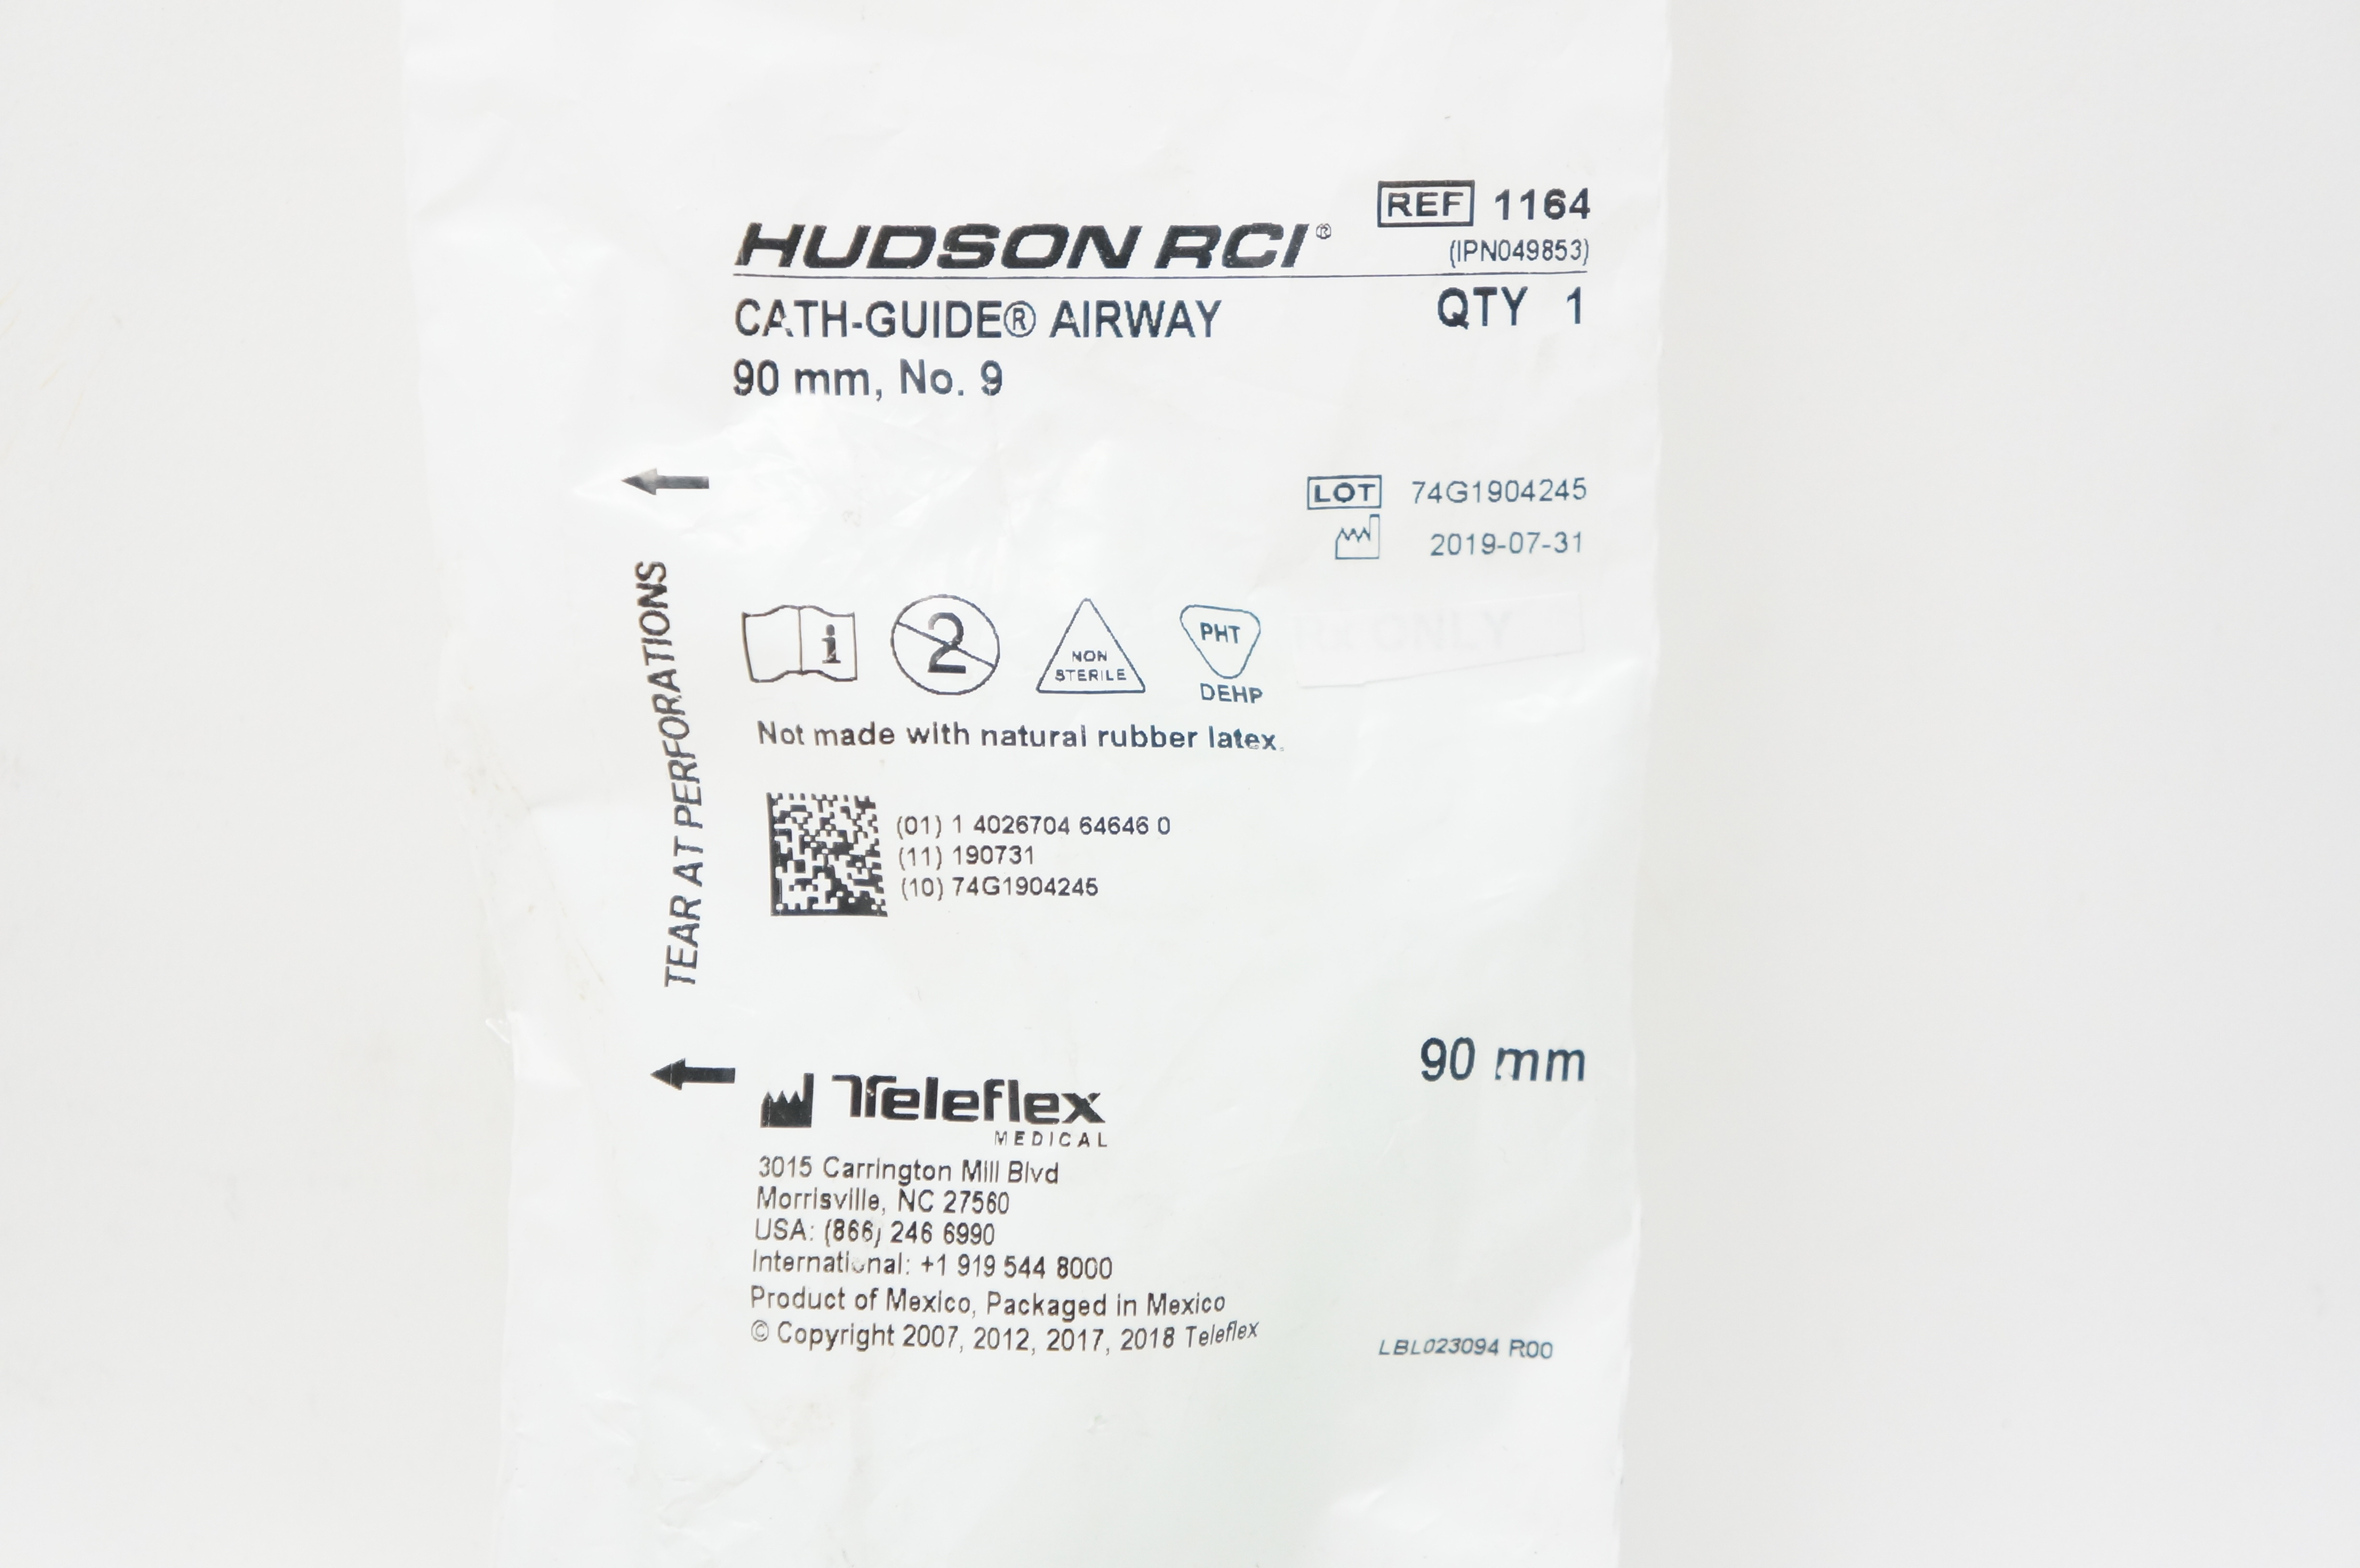 REF 1164
HUDSON RCI®
(IPN049853)
CATH-GUIDE® AIRWAY
QTY 1
90 mm, No. 9
LOT 74G1904245
2019-07-31
TEAR AT PERFORATIONS
i
2
NON
STERILE
PHT
DEHP
ONLY
Not made with natural rubber latex.
(01) 1 4026704 64646 0
(11) 190731
(10) 74G1904245
90 mm
Teleflex
MEDICAL
3015 Carrington Mill Blvd
Morrisville, NC 27560
USA: (866) 246 6990
International: +1 919 544 8000
Product of Mexico, Packaged in Mexico
© Copyright 2007, 2012, 2017, 2018 Teleflex
LBL023094 R00